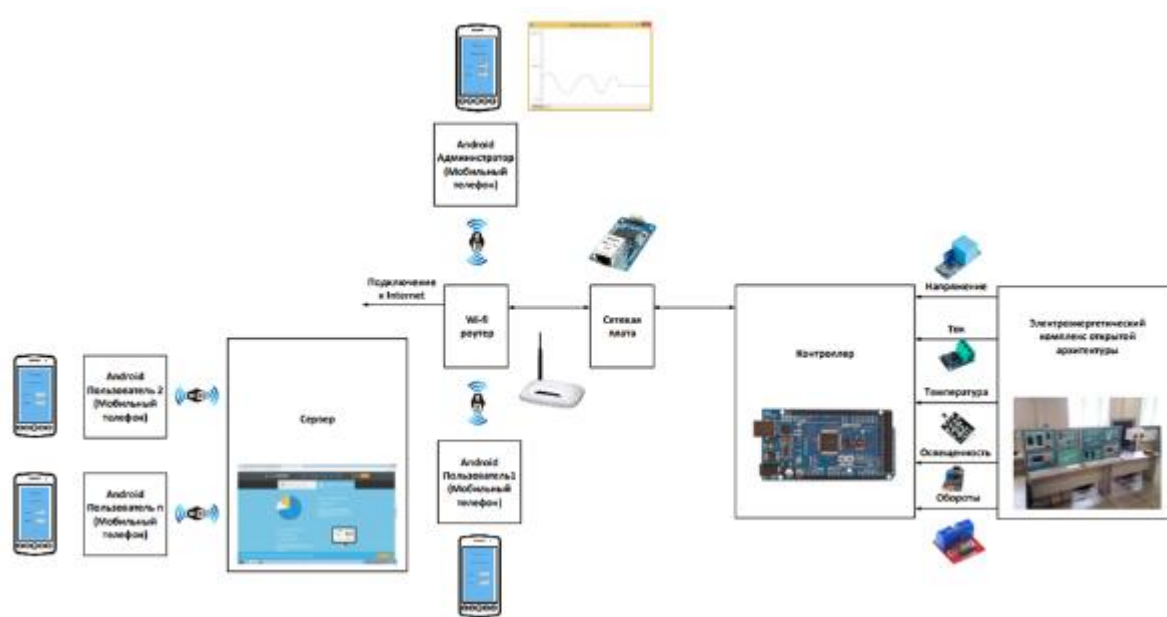 Android
Администратор
(Мобильный
телефон)
Подключение
к Internet
Wi-fi
роутер
Сетевая
плата
Контроллер
Напряжение
Ток
Температура
Освещенность
Обороты
Электроэнергетический
комплекс открытой
архитектуры
Android
Пользователь 2
(Мобильный
телефон)
Сервер
Android
Пользователь1
(Мобильный
телефон)
Android
Пользователь n
(Мобильный
телефон)